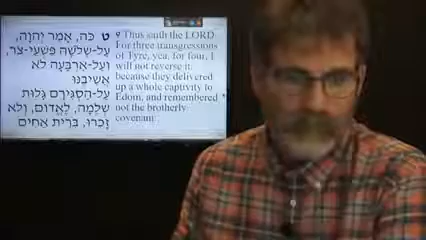 ט כֹּה, אָמַר יְהוָה,
עַל-שְׁלֹשָׁה פִּשְׁעֵי-צֹר,
וְעַל-אַרְבָּעָה לֹא
אֲשִׁיבֶנּוּ
עַל-הַסְגִּירָם גָּלוּת
שְׁלֵמָה, לֶאֱדוֹם, וְלֹא
זָכְרוּ, בְּרִית אַחִים
9 Thus saith the LORD
For three transgressions
of Tyre, yea, for four, I
will not reverse it:
because they delivered
up a whole captivity to
Edom, and remembered
not the brotherly
covenant